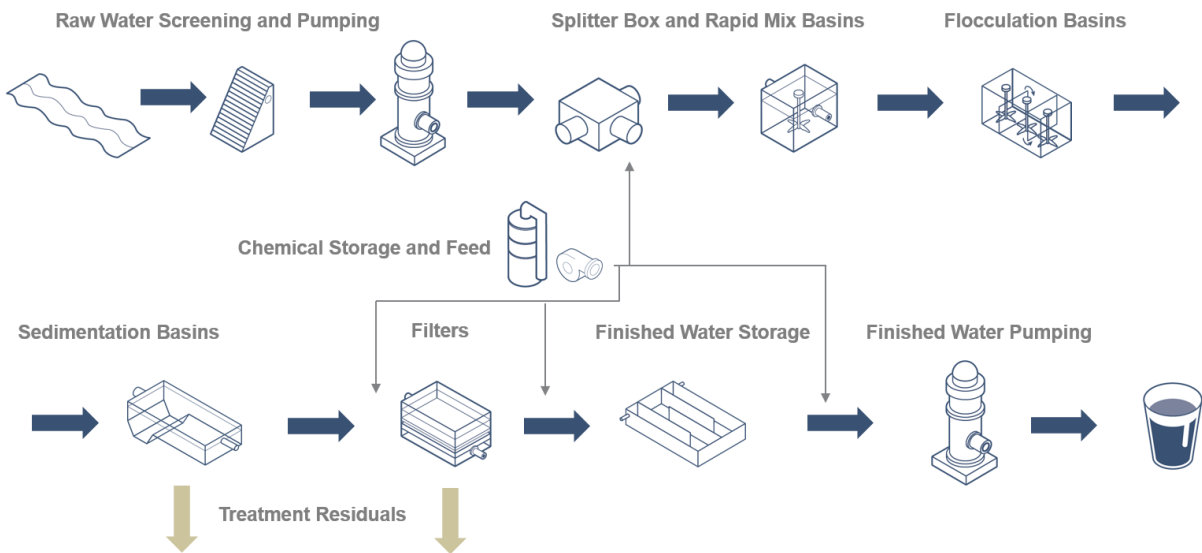 Raw Water Screening and Pumping
Splitter Box and Rapid Mix Basins
Flocculation Basins
Chemical Storage and Feed
Sedimentation Basins
Filters
Finished Water Storage
Finished Water Pumping
Treatment Residuals